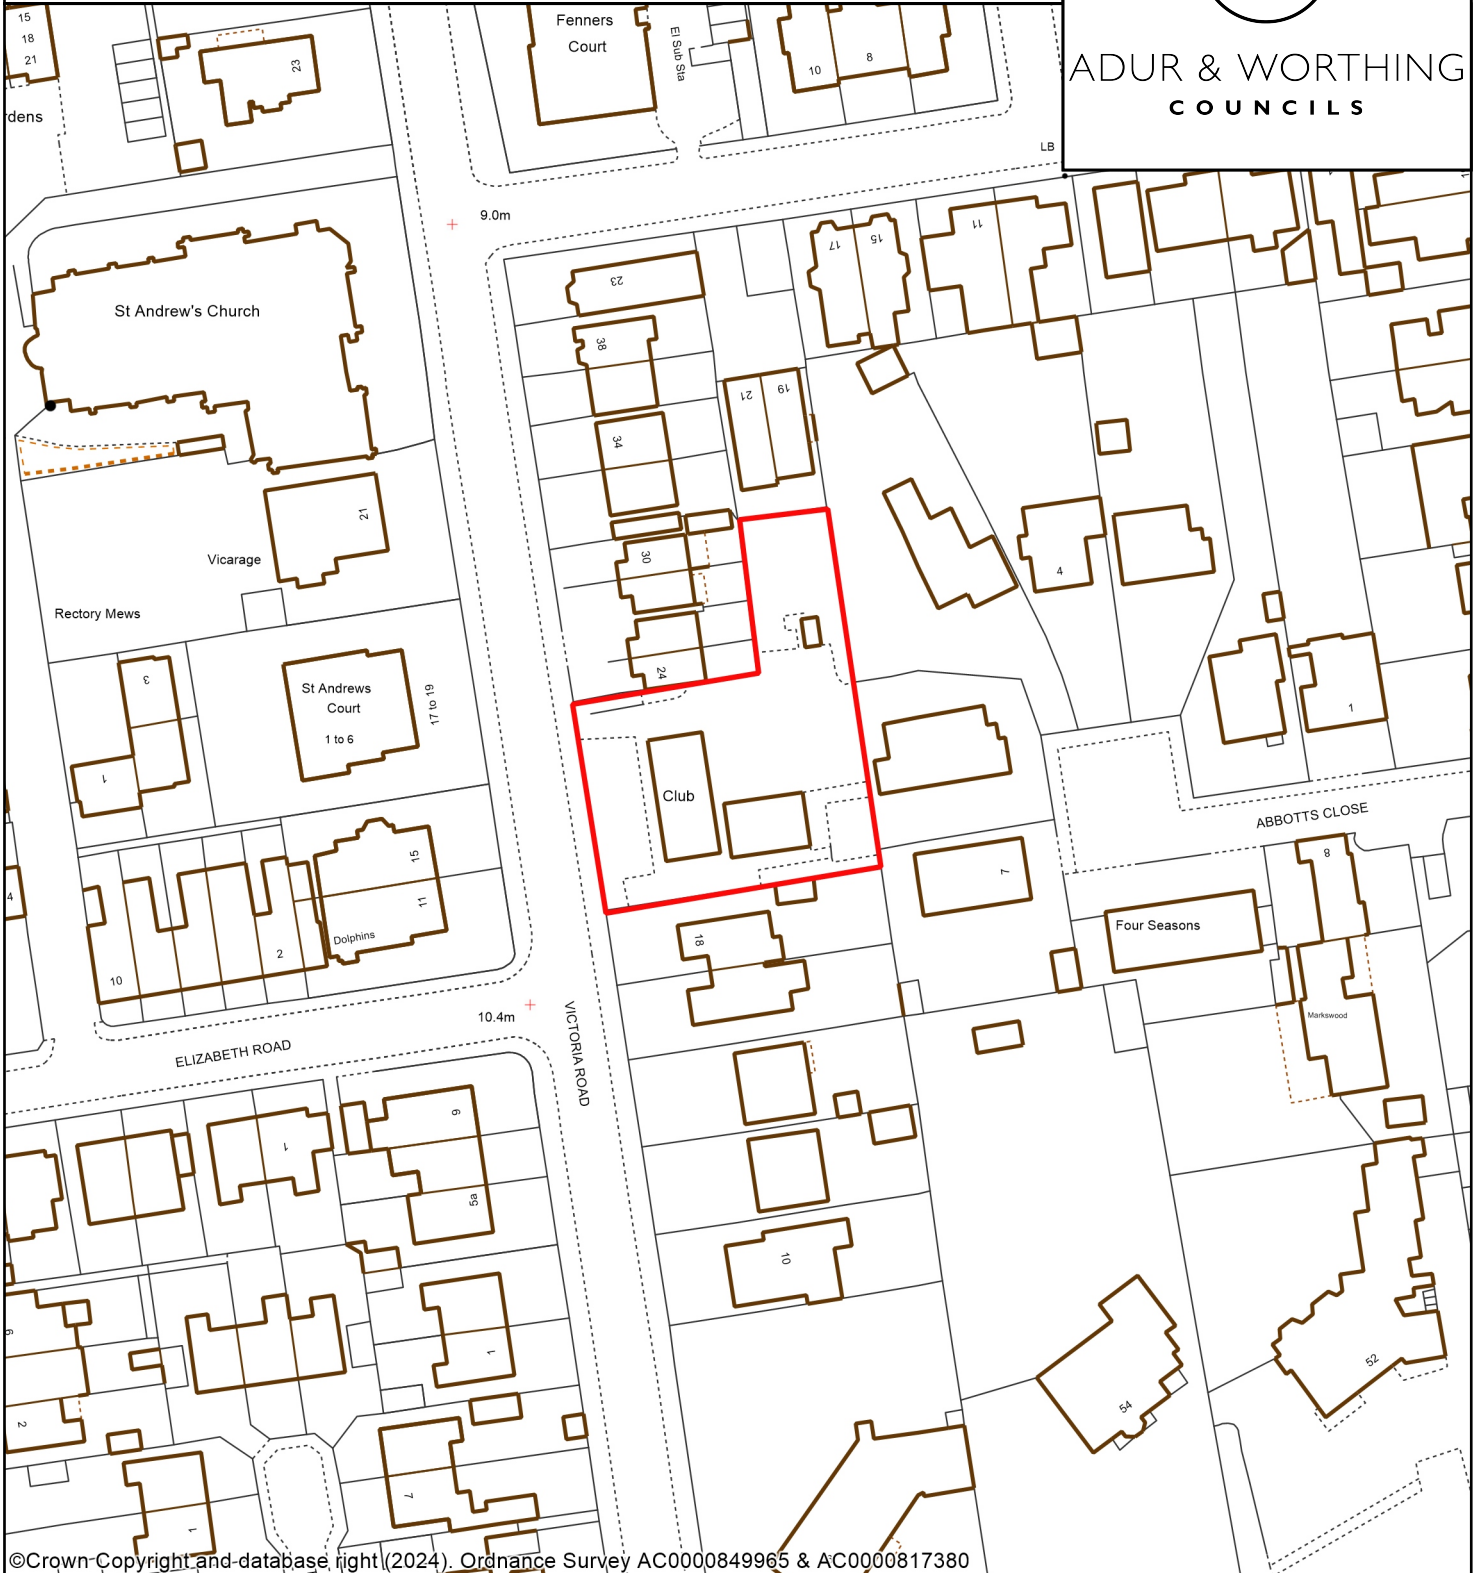 15
18
21
rdens
23
Fenners
Court
El Sub Sta
10
8
ADUR & WORTHING
COUNCILS
LB
9.0m
St Andrew's Church
23
38
34
21
19
17
15
11
21
Vicarage
Rectory Mews
30
24
4
1
3
1
St Andrews
Court
1 to 6
17 to 19
Club
ABBOTTS CLOSE
15
11
Dolphins
2
10
4
7
8
Four Seasons
18
Markswood
10.4m
ELIZABETH ROAD
VICTORIA ROAD
1
9
5a
10
1
2
7
1
54
52
©Crown Copyright and database right (2024). Ordnance Survey AC0000849965 & AC0000817380